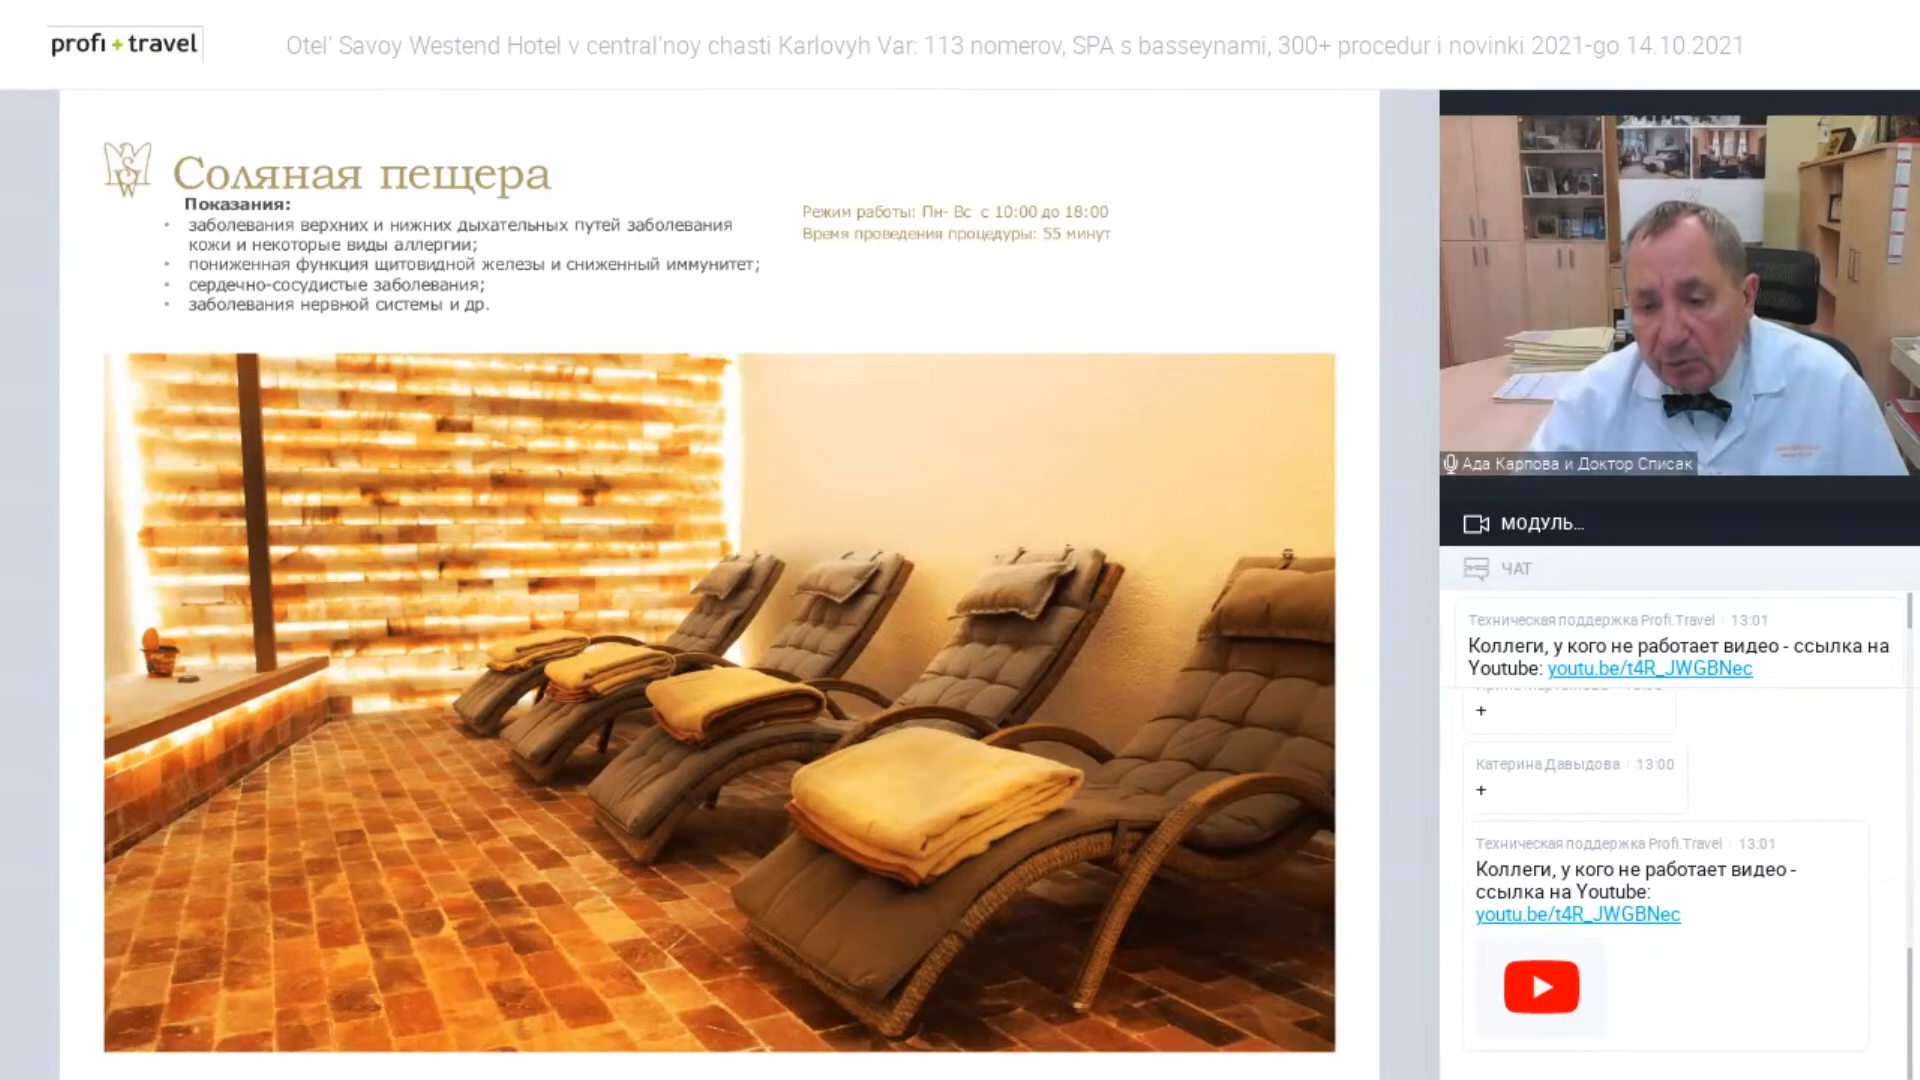 profi + travel
Otel' Savoy Westend Hotel v central'noy chasti Karlovyh Var: 113 nomerov, SPA s basseynami, 300+ procedur i novinki 2021-go 14.10.2021
Соляная пещера
Показания:
• заболевания верхних и нижних дыхательных путей заболевания
кожи и некоторые виды аллергии;
• пониженная функция щитовидной железы и сниженный иммунитет;
• сердечно-сосудистые заболевания;
• заболевания нервной системы и др.
Режим работы: Пн- Вс с 10:00 до 18:00
Время проведения процедуры: 55 минут
Ада Карпова и Доктор Списак
МОДУЛЬ...
ЧАТ
Техническая поддержка Profi.Travel 13:01
Коллеги, у кого не работает видео - ссылка на
Youtube: youtu.be/t4R_JWGBNec
+
Катерина Давыдова 13:00
+
Техническая поддержка Profi.Travel 13:01
Коллеги, у кого не работает видео -
ссылка на Youtube:
youtu.be/t4R_JWGBNec